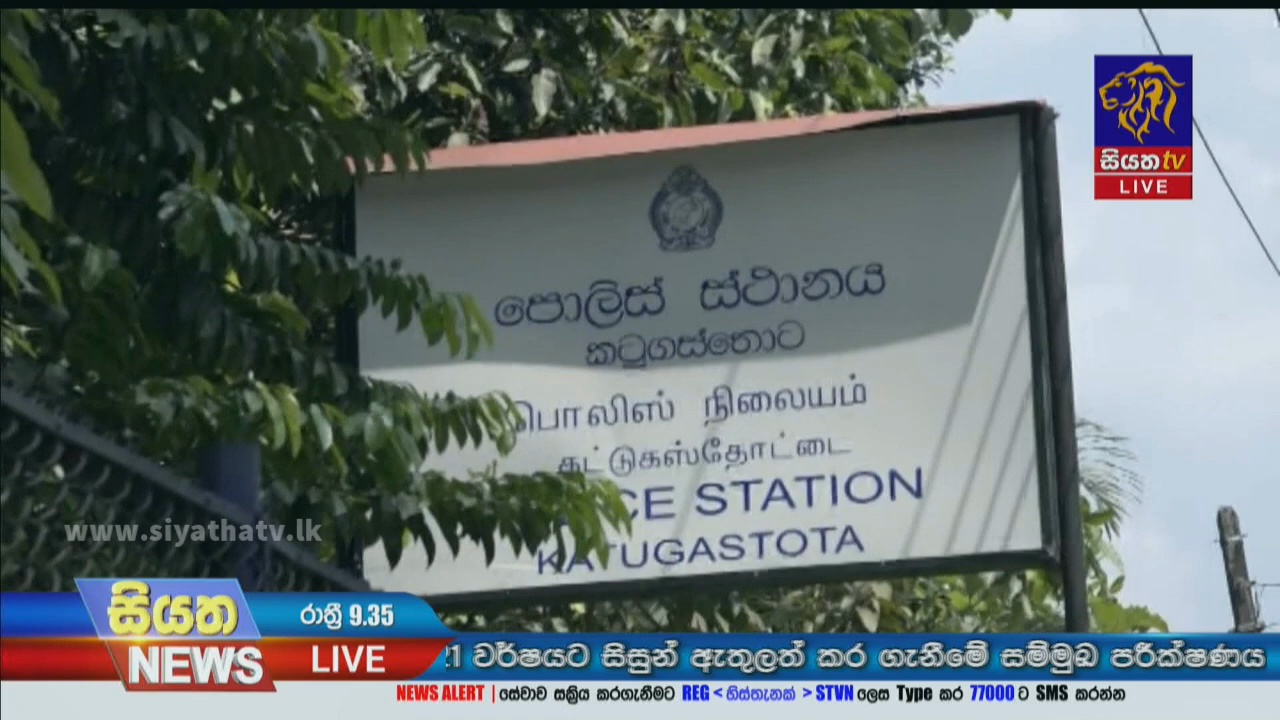 සියත tv
LIVE
පොලිස් ස්ථානය
කටුගස්තොට
பொலிஸ் நிலையம்
கட்டுகஸ்தோட்டை
CE STATION
KATUGASTOTA
www.siyathatv.lk
සියත
NEWS
රාත්‍රී 9.35
LIVE
21 වර්ෂයට සිසුන් ඇතුලත් කර ගැනීමේ සම්මුඛ පරීක්ෂණය
NEWS ALERT | සේවාව සක්‍රිය කරගැනීමට REG < හිස්තැනක් > STVN ලෙස Type කර 77000 ට SMS කරන්න